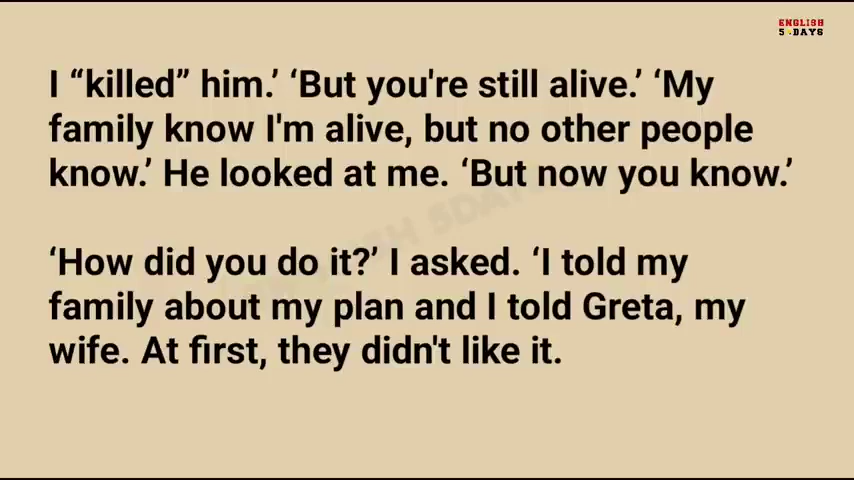 ENGLISH
5 DAYS
I “killed” him.’ ‘But you're still alive.’ ‘My
family know I'm alive, but no other people
know.’ He looked at me. ‘But now you know.’
‘How did you do it?’ I asked. ‘I told my
family about my plan and I told Greta, my
wife. At first, they didn't like it.